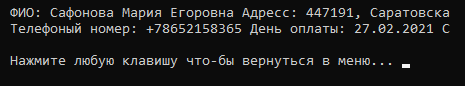 ФИО: Сафонова Мария Егоровна Адресс: 447191, Саратовска
Телефоный номер: +78652158365 День оплаты: 27.02.2021 С
Нажмите любую клавишу что-бы вернуться в меню...